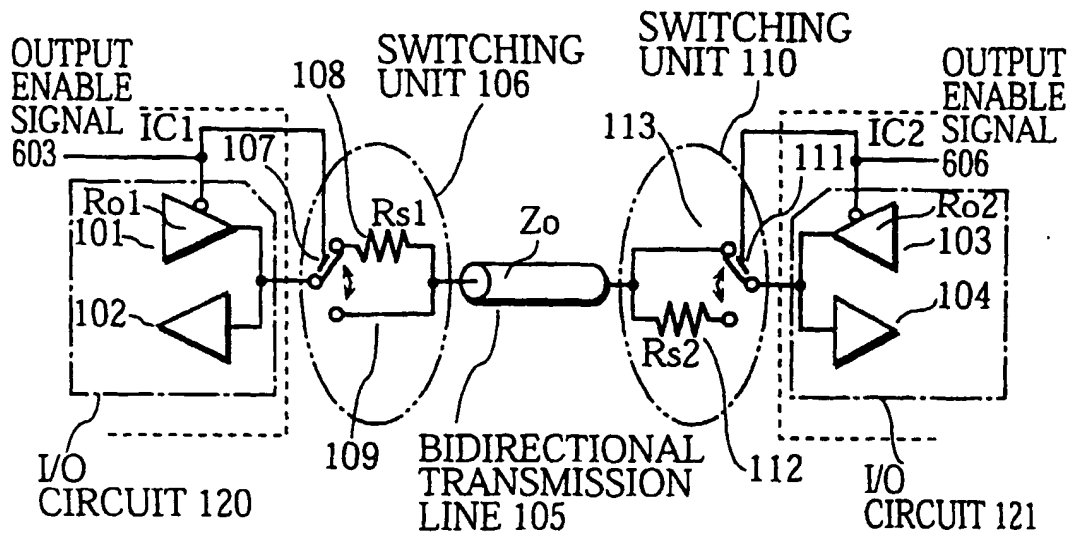 OUTPUT
ENABLE
SIGNAL
603
IC1
107
108
SWITCHING
UNIT 106
Rs1
Ro1
101
102
109
I/O
CIRCUIT 120
Zo
BIDIRECTIONAL
TRANSMISSION
LINE 105
SWITCHING
UNIT 110
113
111
Rs2
112
OUTPUT
ENABLE
SIGNAL
606
IC2
Ro2
103
104
I/O
CIRCUIT 121